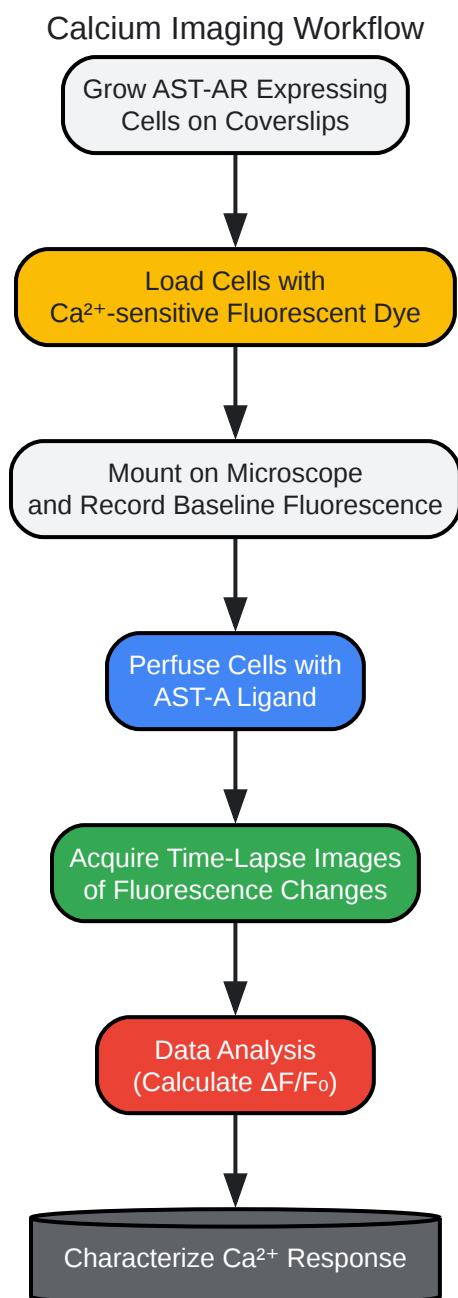 Calcium Imaging Workflow
Grow AST-AR Expressing
Cells on Coverslips
Load Cells with
Ca²⁺-sensitive Fluorescent Dye
Mount on Microscope
and Record Baseline Fluorescence
Perfuse Cells with
AST-A Ligand
Acquire Time-Lapse Images
of Fluorescence Changes
Data Analysis
(Calculate ΔF/F₀)
Characterize Ca²⁺ Response